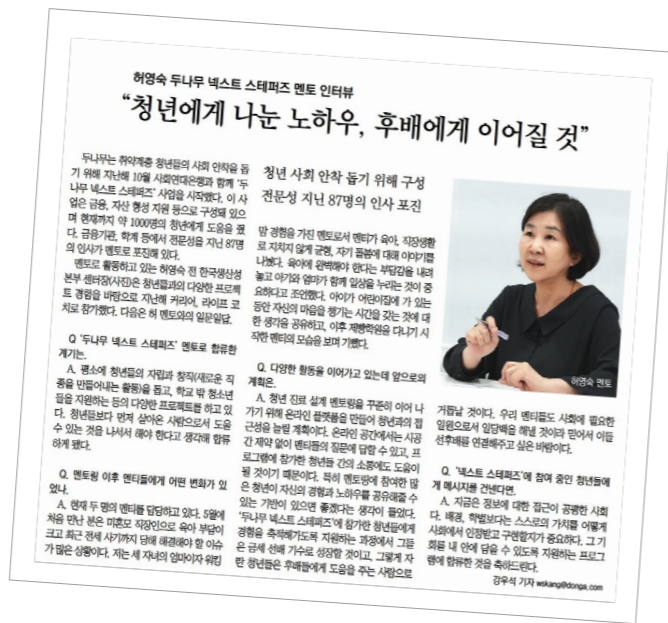 허영숙 두나무 넥스트 스테퍼즈 멘토 인터뷰
“청년에게 나눈 노하우, 후배에게 이어질 것”
두나무는 취약계층 청년들의 사회 안착을 돕
기 위해 지난해 10월 사회연대은행과 함께 ‘두
나무 넥스트 스테퍼즈’ 사업을 시작했다. 이 사
업은 금융, 자산 형성 지원 등으로 구성돼 있으
며 현재까지 약 1000명의 청년에게 도움을 줬
다. 금융기관, 학계 등에서 전문성을 지닌 87명
의 인사가 멘토로 포진해 있다.
멘토로 활동하고 있는 허영숙 전 한국생산성
본부 센터장(사진)은 청년들과의 다양한 프로젝
트 경험을 바탕으로 지난해 커리어, 라이프 코
치로 참가했다. 다음은 허 멘토와의 일문일답.
Q ‘두나무 넥스트 스테퍼즈’ 멘토로 합류한
계기는.
A. 평소에 청년들의 자립과 창직(새로운 직
종을 만들어내는 활동)을 돕고, 학교 밖 청소년
들을 지원하는 등의 다양한 프로젝트를 하고 있
다. 청년들보다 먼저 살아온 사람으로서 도울
수 있는 것을 나서서 해야 한다고 생각해 합류
하게 됐다.
Q. 멘토링 이후 멘티들에게 어떤 변화가 있
었나.
A. 현재 두 명의 멘티를 담당하고 있다. 5월에
처음 만난 분은 미혼모 직장인으로 육아 부담이
크고 최근 전세 사기까지 당해 해결해야 할 이슈
가 많은 상황이다. 저는 세 자녀의 엄마이자 워킹
청년 사회 안착 돕기 위해 구성
전문성 지닌 87명의 인사 포진
맘 경험을 가진 멘토로서 멘티가 육아, 직장생활
로 지치지 않게 균형, 자기 돌봄에 대해 이야기를
나눴다. 육아에 완벽해야 한다는 부담감을 내려
놓고 아기와 엄마가 함께 일상을 누리는 것이 중
요하다고 조언했다. 아이가 어린이집에 가 있는
동안 자신의 마음을 챙기는 시간을 갖는 것에 대
한 생각을 공유하고, 이후 제빵학원을 다니기 시
작한 멘티의 모습을 보며 기뻤다.
Q. 다양한 활동을 이어가고 있는데 앞으로의
계획은.
A. 청년 진로 설계 멘토링을 꾸준히 이어 나
가기 위해 온라인 플랫폼을 만들어 청년과의 접
근성을 늘릴 계획이다. 온라인 공간에서는 시공
간 제약 없이 멘티들의 질문에 답할 수 있고, 프
로그램에 참가한 청년들 간의 소통에도 도움이
될 것이기 때문이다. 특히 멘토링에 참여한 많
은 청년이 자신의 경험과 노하우를 공유해줄 수
있는 기반이 있으면 좋겠다는 생각이 들었다.
‘두나무 넥스트 스테퍼즈’에 참가한 청년들에게
경험을 축적해가도록 지원하는 과정에서 그들
은 금세 선배 기수로 성장할 것이고, 그렇게 자
란 청년들은 후배들에게 도움을 주는 사람으로
허영숙 멘토
거듭날 것이다. 우리 멘티들도 사회에 필요한
일원으로서 일당백을 해낼 것이라 믿어서 이들
선후배를 연결해주고 싶은 바람이다.
Q. ‘넥스트 스테퍼즈’에 참여 중인 청년들에
게 메시지를 건넨다면.
A. 지금은 정보에 대한 접근이 공평한 사회
다. 배경, 학벌보다는 스스로의 가치를 어떻게
사회에서 인정받고 구현할지가 중요하다. 그 기
회를 내 안에 담을 수 있도록 지원하는 프로그
램에 합류한 것을 축하드린다.
강우석 기자 wskang@donga.com